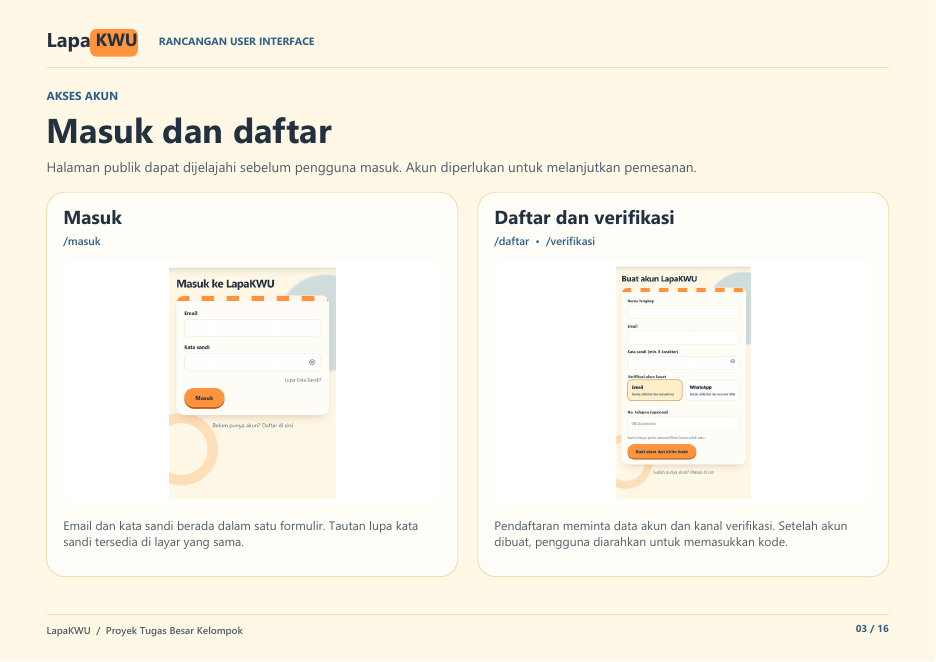 LapaKWU
RANCANGAN USER INTERFACE
AKSES AKUN
Masuk dan daftar
Halaman publik dapat dijelajahi sebelum pengguna masuk. Akun diperlukan untuk melanjutkan pemesanan.
Masuk
/masuk
Masuk ke LapaKWU
Email
Kata sandi
Lupa Kata Sandi?
Masuk
Belum punya akun? Daftar di sini
Email dan kata sandi berada dalam satu formulir. Tautan lupa kata
sandi tersedia di layar yang sama.
Daftar dan verifikasi
/daftar • /verifikasi
Buat akun LapaKWU
Nama lengkap
Email
Kata sandi (min. 8 karakter)
Verifikasi akun lewat
Email
WhatsApp
No. telepon (opsional)
Buat akun dan kirim kode
Sudah punya akun? Masuk di sini
Pendaftaran meminta data akun dan kanal verifikasi. Setelah akun
dibuat, pengguna diarahkan untuk memasukkan kode.
LapaKWU / Proyek Tugas Besar Kelompok
03 / 16